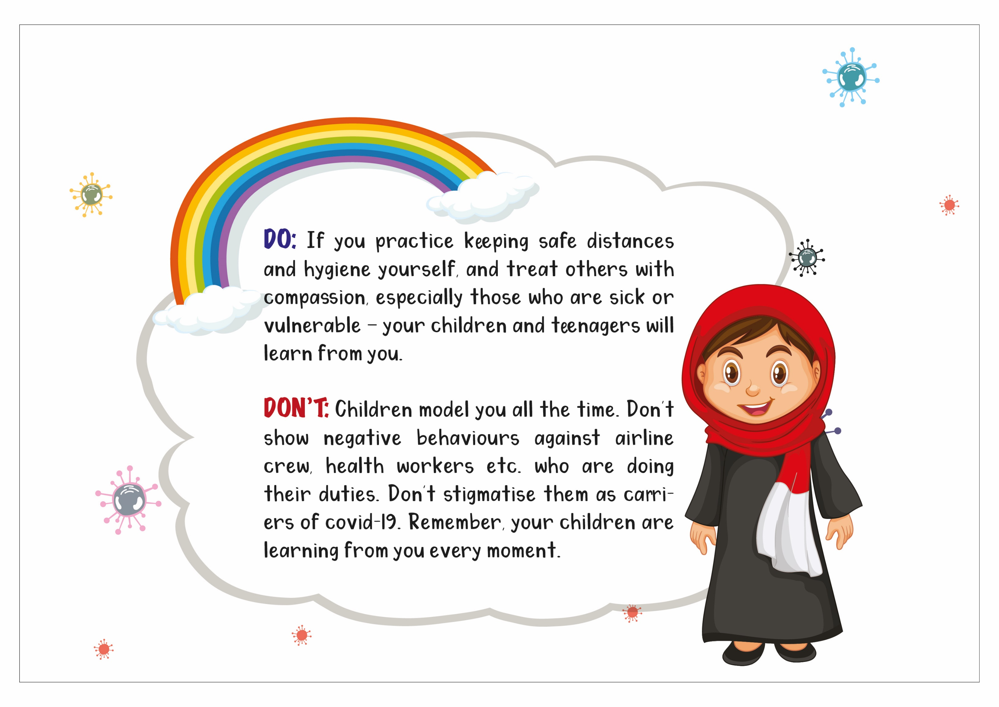 DO: If you practice keeping safe distances
and hygiene yourself, and treat others with
compassion, especially those who are sick or
vulnerable – your children and teenagers will
learn from you.
DON'T: Children model you all the time. Don't
show negative behaviours against airline
crew, health workers etc. who are doing
their duties. Don't stigmatise them as carri-
ers of covid-19. Remember, your children are
learning from you every moment.